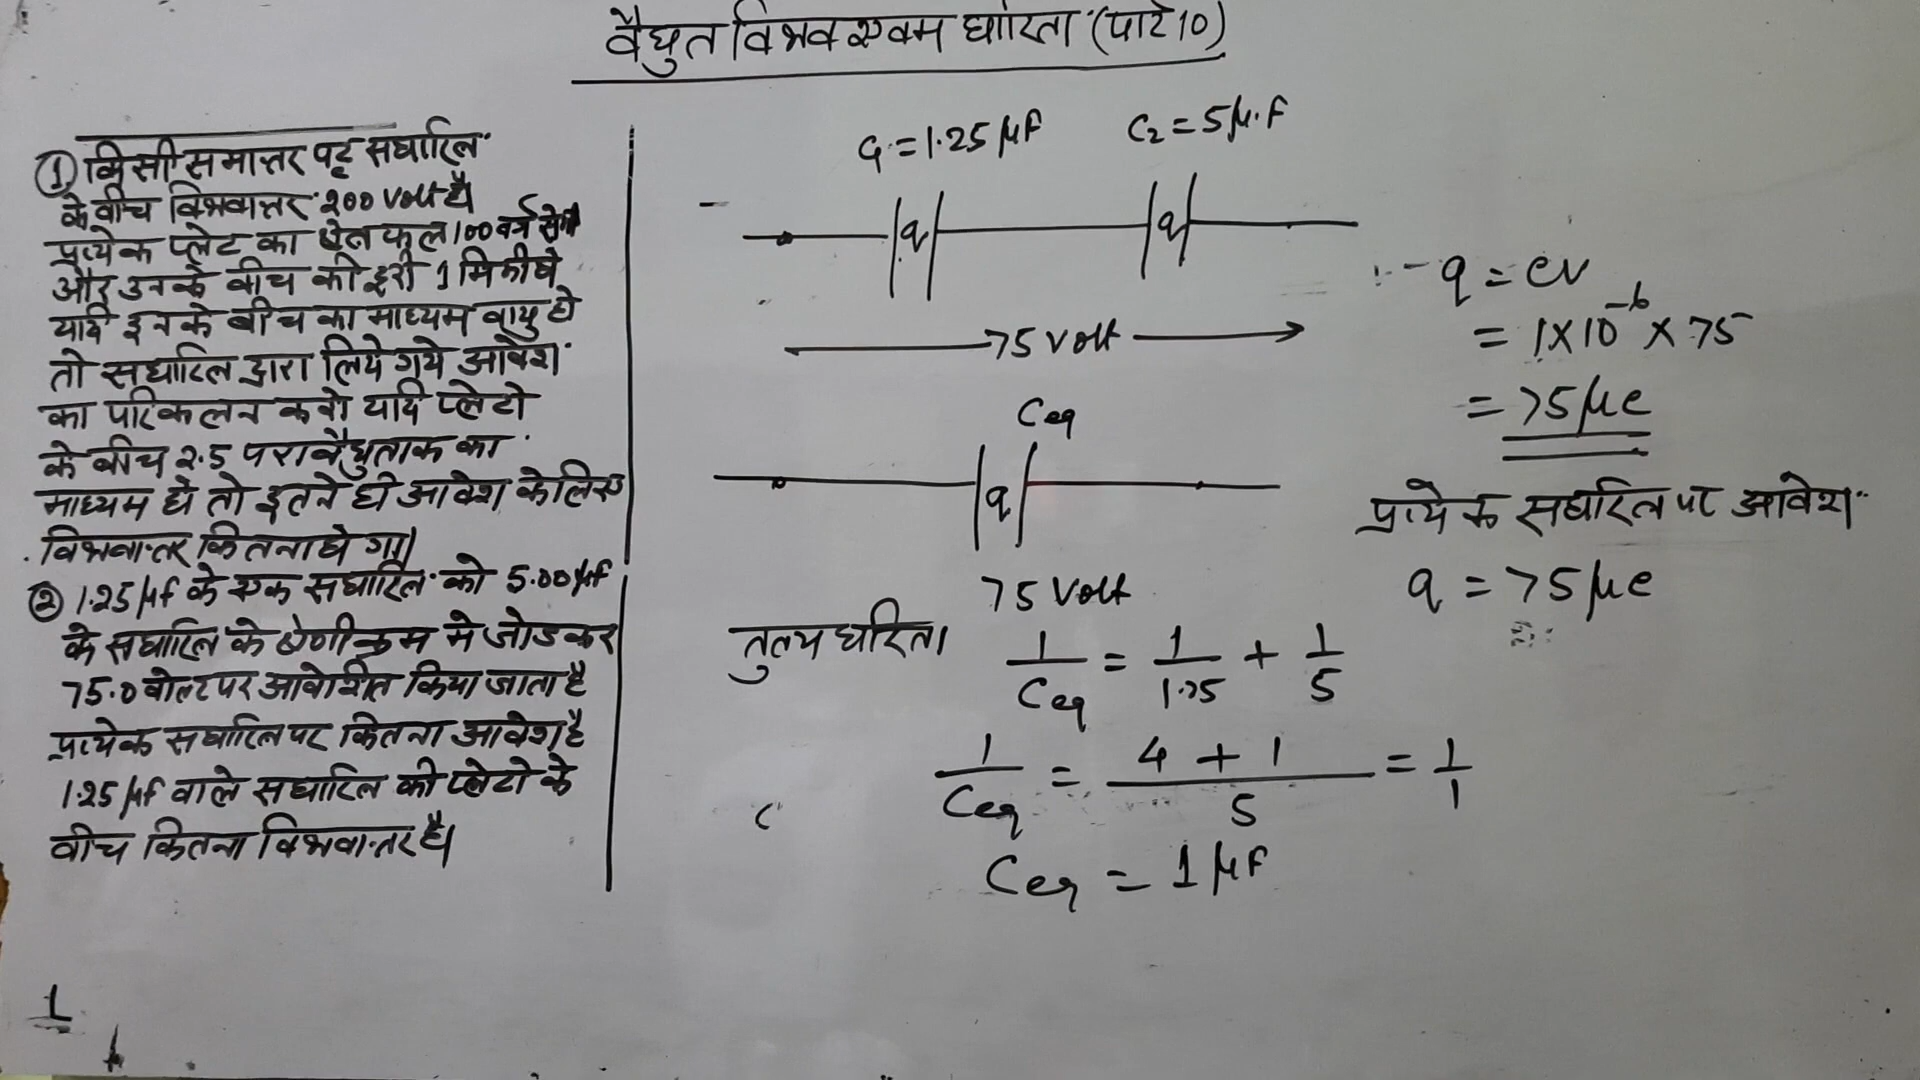 वैद्युत विभव एवम धारिता (पार्ट 10)
① किसी समान्तर पट्ट संधारित्र
के बीच विभवान्तर 200 Volt है।
प्रत्येक प्लेट का क्षेत्रफल 100 वर्ग सेमी
और उनके बीच की दूरी 1 मिमी है
यदि इनके बीच का माध्यम वायु हो
तो संघारित्र द्वारा लिये गये आवेश
का परिकलन करो यदि प्लेटो
के बीच 2.5 परावैद्युताक का
माध्यम हो तो इतने ही आवेश के लिए
विभवान्तर कितना होगा।
② 1.25 μf के एक संघारित्र को 5.00 μf
के संघारित्र के श्रेणीक्रम मे जोडकर
75.0 वोल्ट पर आवेशित किया जाता है
प्रत्येक संघारित्र पर कितना आवेश है
1.25 μf वाले संघारित्र की प्लेटो के
बीच कितना विभवान्तर है।
C₁ = 1.25 μF C₂ = 5 μ.F
q q
75 Volt
Ceq
q
75 Volt
तुल्य धारिता
1/Ceq = 1/1.25 + 1/5
1/Ceq = (4 + 1)/5 = 1/1
Ceq = 1 μF
q = cv
= 1×10⁻⁶ × 75
= 75 μc
प्रत्येक संघारित्र पर आवेश
q = 75 μc